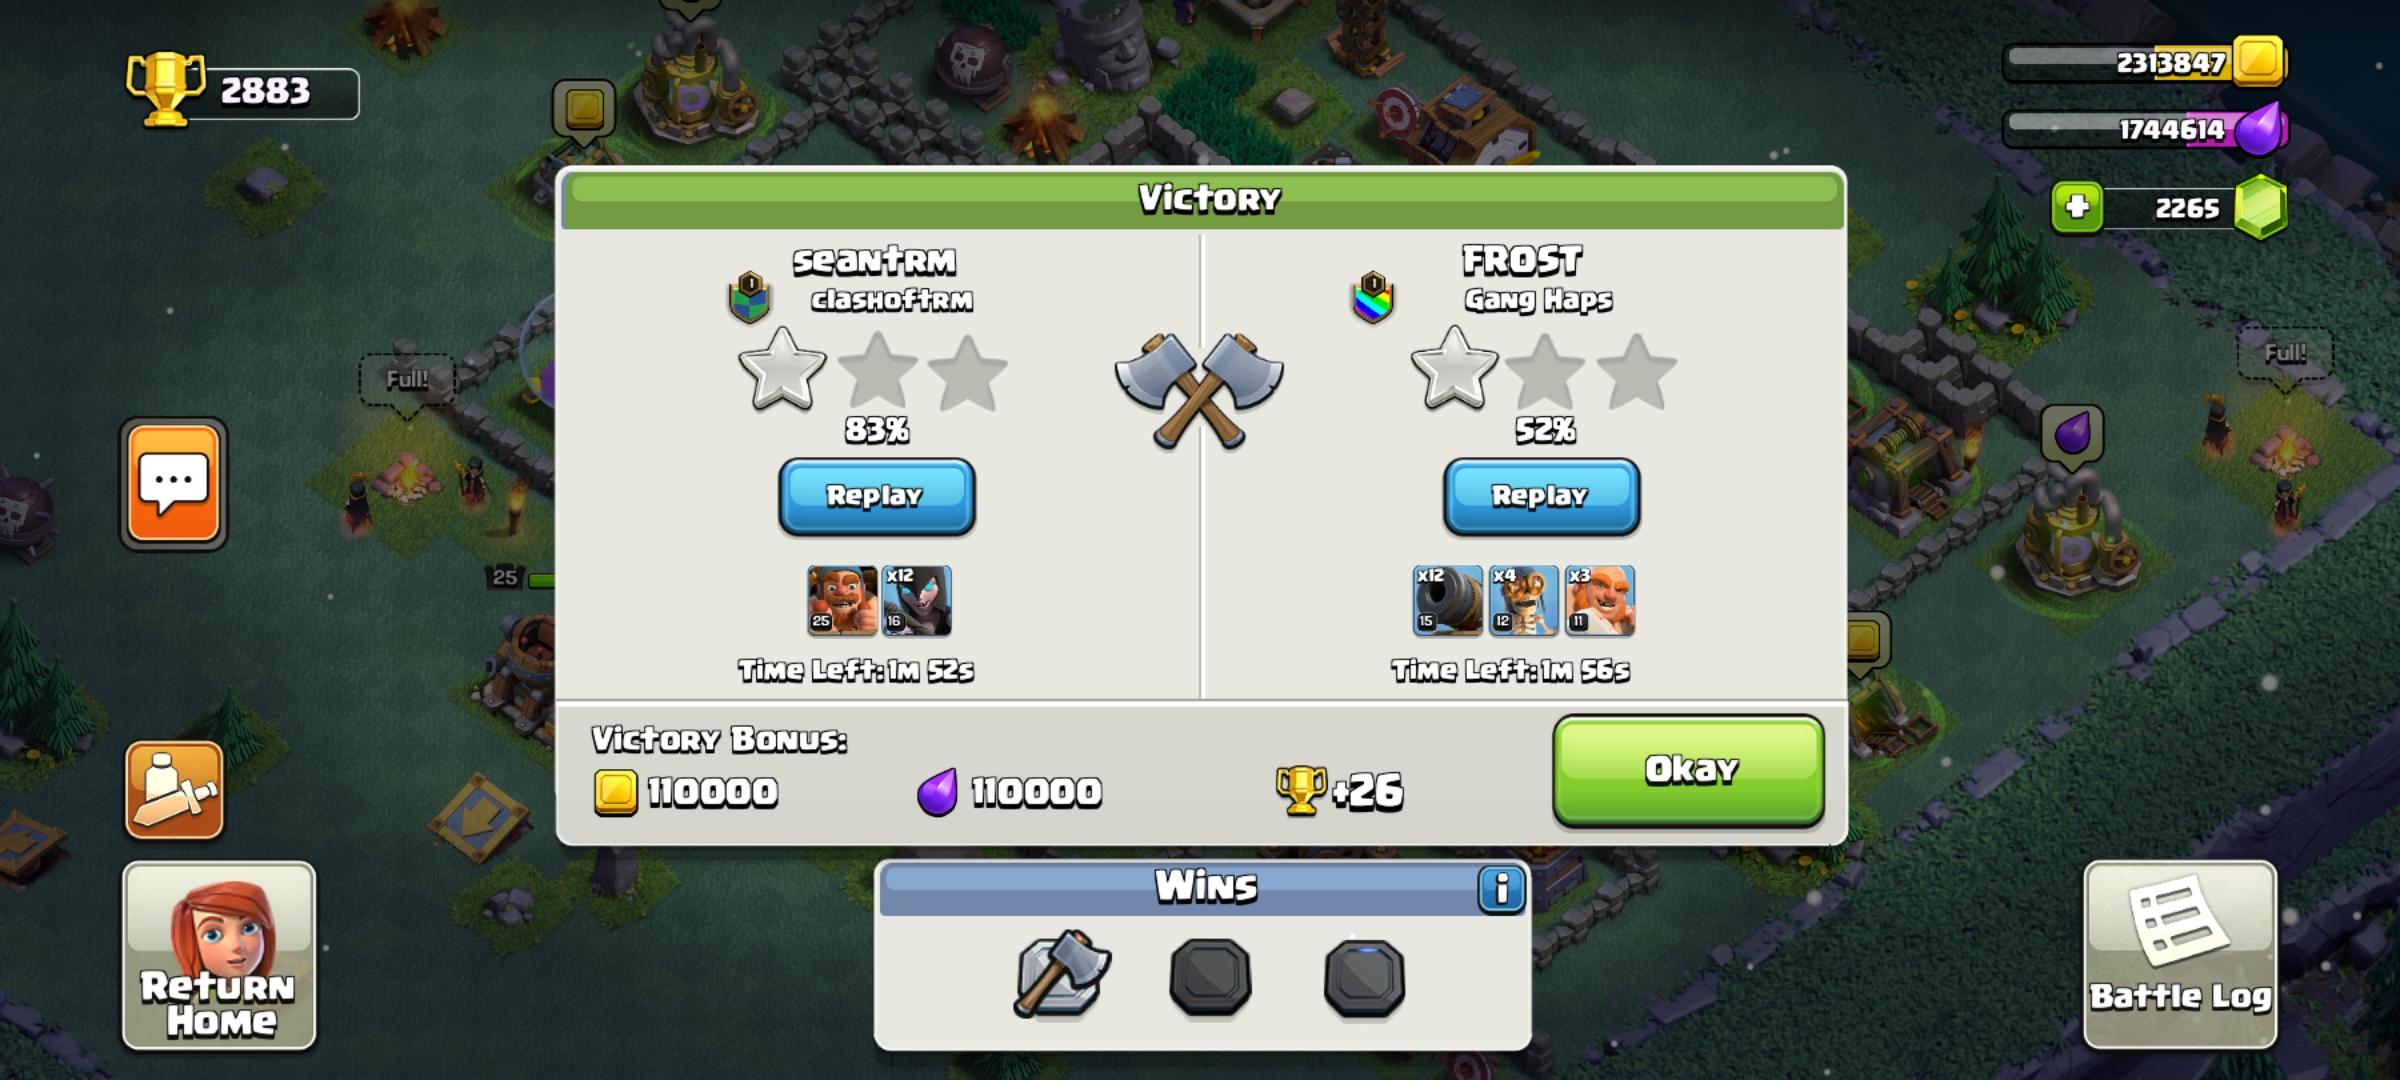 2883
2313847
1744614
2265
Victory
seantrm
clashoftrm
FROST
Gang Haps
1
1
Full!
Full!
83%
52%
Replay
Replay
25
x12
16
x12
15
x4
12
x3
11
25
Time Left: 1m 52s
Time Left: 1m 56s
Victory Bonus:
110000
110000
+26
Okay
Wins
i
Return
Home
Battle Log